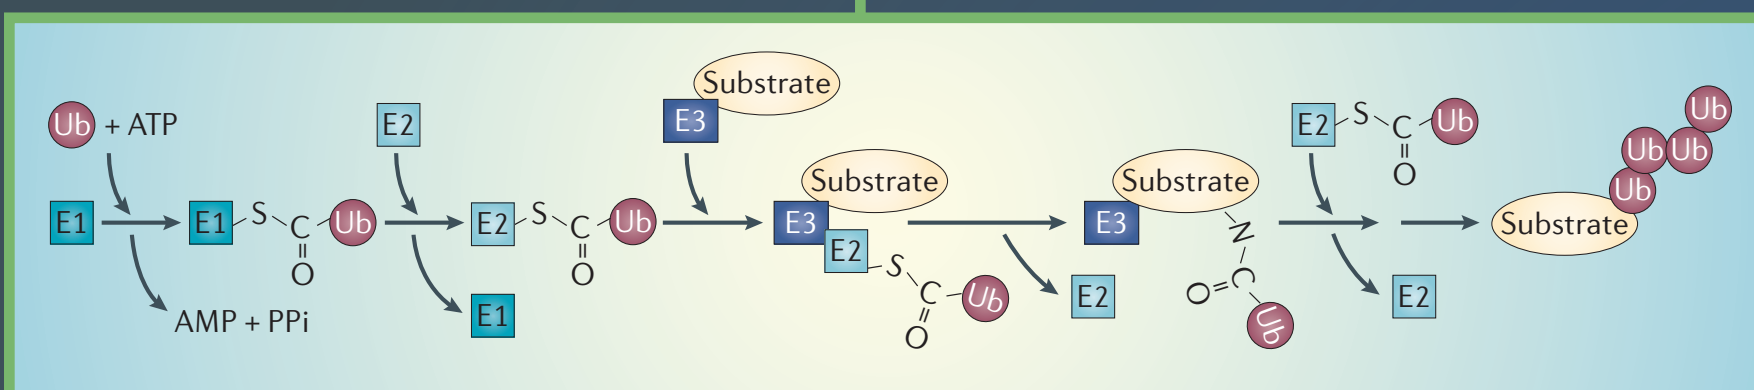 Substrate
E3
Ub + ATP
E2
E2 S C O Ub
Ub
Ub Ub
Ub
Substrate
Substrate
E1
E1 S C O Ub
E2 S C O Ub
E3
E2 S C O Ub
E3
N C O Ub
Substrate
AMP + PPi
E1
E2
E2